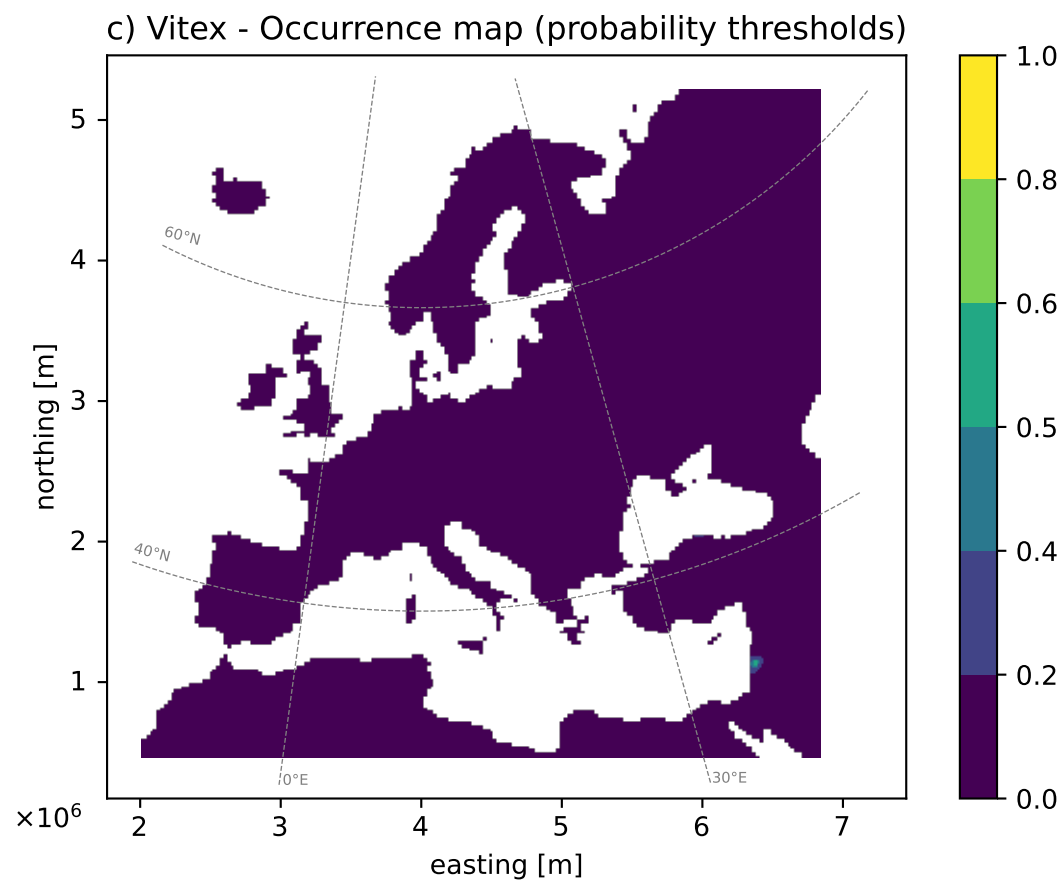 c) Vitex - Occurrence map (probability thresholds)
1.0
5
0.8
60°N
4
0.6
northing [m]
3
0.5
2
40°N
0.4
1
0.2
0°E
30°E
0.0
×10⁶
2
3
4
5
6
7
easting [m]